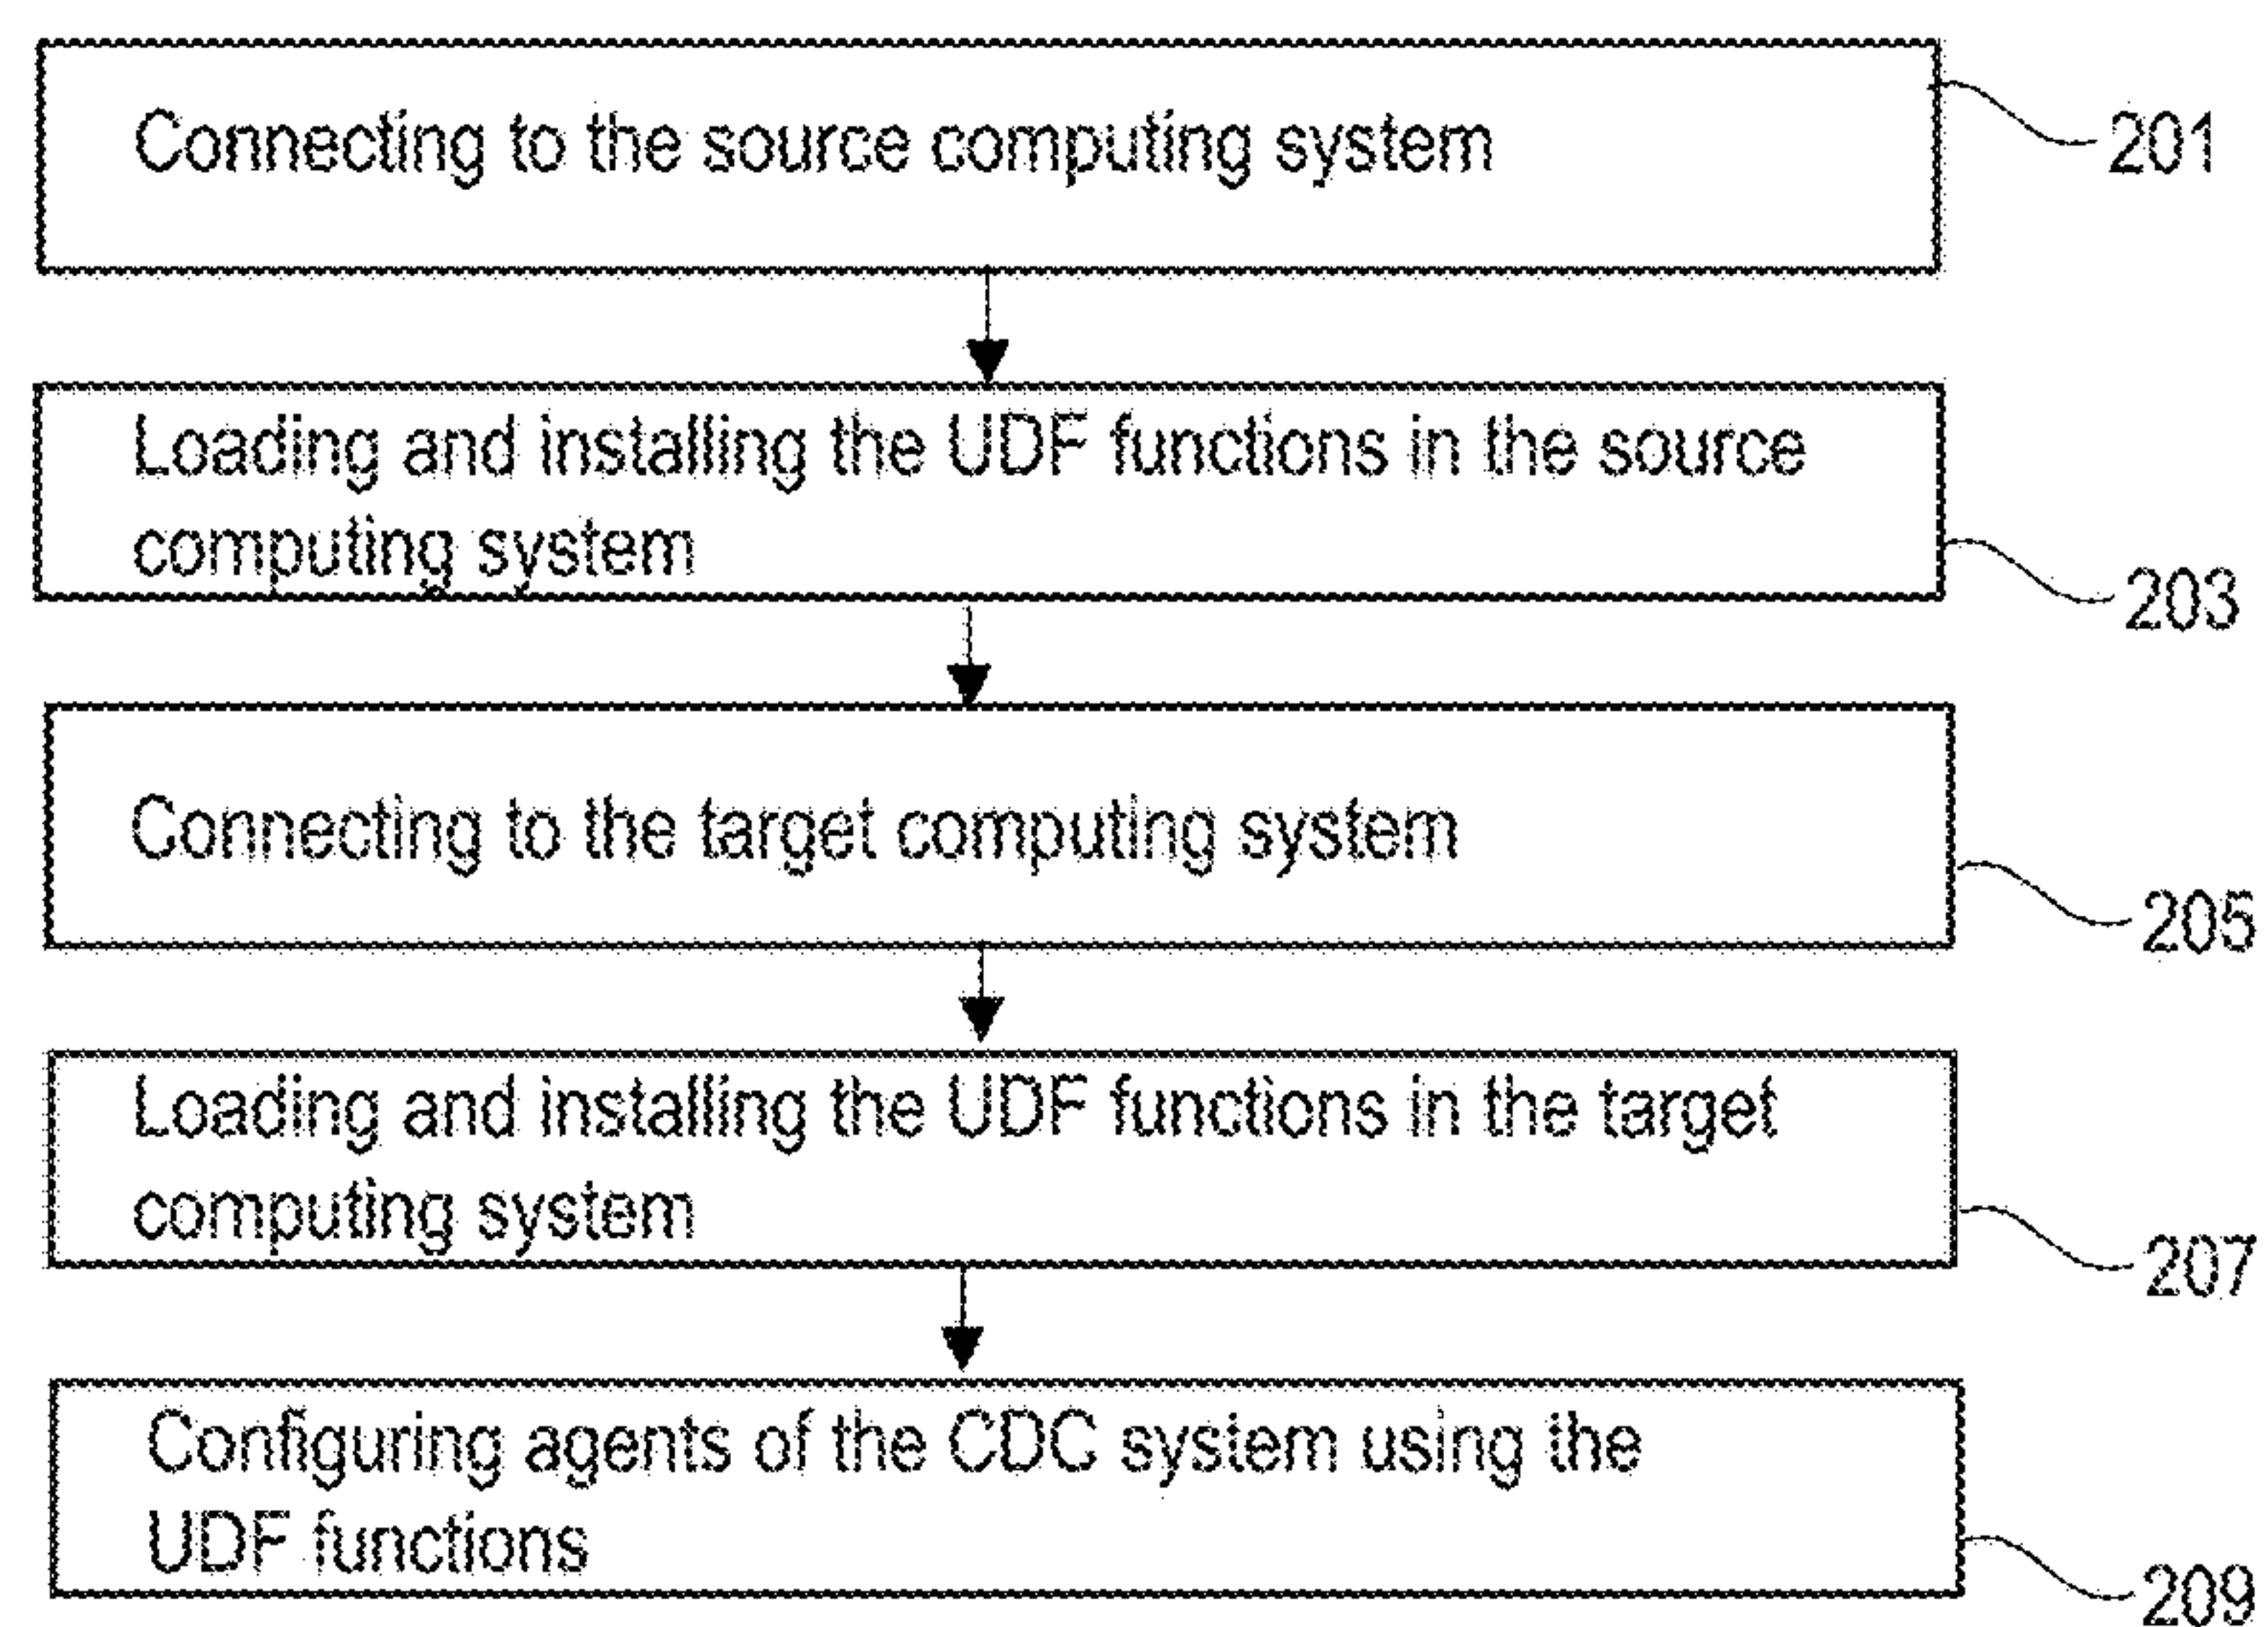 Connecting to the source computing system
201
Loading and installing the UDF functions in the source
computing system
203
Connecting to the target computing system
205
Loading and installing the UDF functions in the target
computing system
207
Configuring agents of the CDC system using the
UDF functions
209